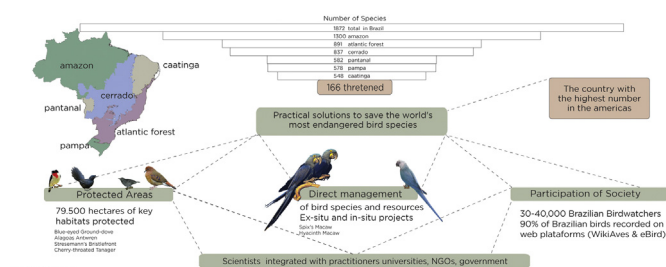 Number of Species
1872 total in Brazil
1300 amazon
891 atlantic forest
837 cerrado
582 pantanal
578 pampa
548 caatinga
166 thretened
amazon
caatinga
cerrado
pantanal
atlantic forest
pampa
The country with
the highest number
in the americas
Practical solutions to save the world's
most endangered bird species
Protected Areas
79.500 hectares of key
habitats protected
Blue-eyed Ground-dove
Alagoas Antwren
Stresemann's Bristlefront
Cherry-throated Tanager
Direct management
of bird species and resources
Ex-situ and in-situ projects
Spix's Macaw
Hyacinth Macaw
Participation of Society
30-40,000 Brazilian Birdwatchers
90% of Brazilian birds recorded on
web plataforms (WikiAves & eBird)
Scientists integrated with practitioners universities, NGOs, government